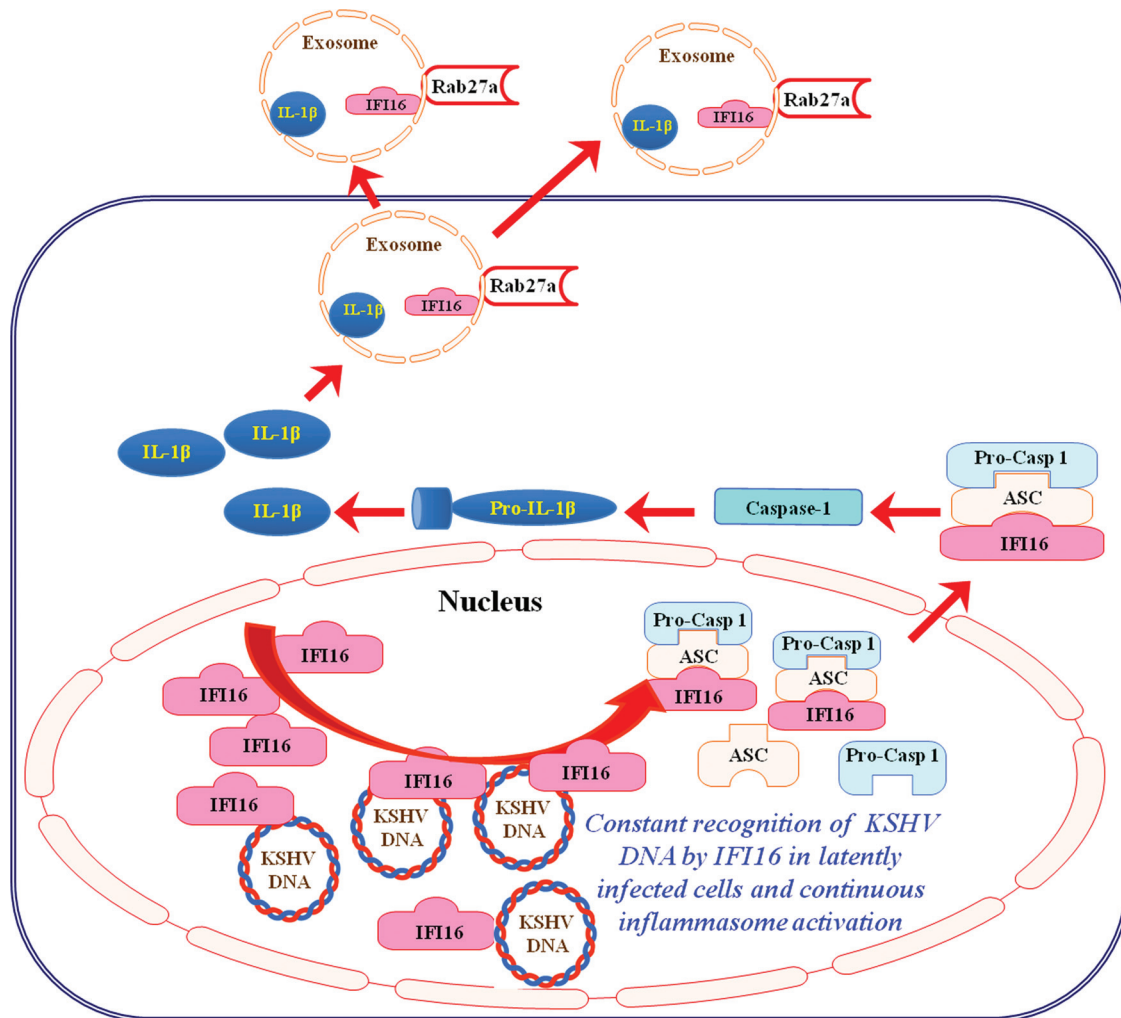 Exosome
IL-1β
IFI16
Rab27a
Exosome
IL-1β
IFI16
Rab27a
Exosome
IL-1β
IFI16
Rab27a
IL-1β
IL-1β
IL-1β
Pro-IL-1β
Caspase-1
Pro-Casp 1
ASC
IFI16
Nucleus
IFI16
IFI16
IFI16
IFI16
IFI16
IFI16
Pro-Casp 1
ASC
IFI16
Pro-Casp 1
ASC
IFI16
ASC
Pro-Casp 1
KSHV
DNA
KSHV
DNA
KSHV
DNA
Constant recognition of KSHV
DNA by IFI16 in latently
infected cells and continuous
inflammasome activation
IFI16
KSHV
DNA